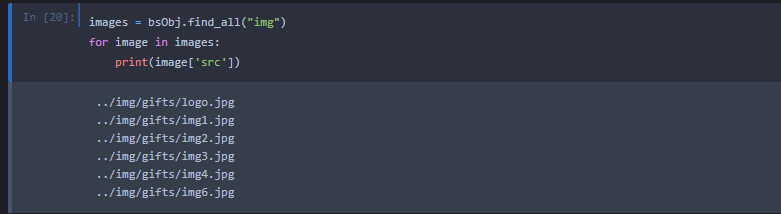 In [20]:
images = bsObj.find_all("img")
for image in images:
    print(image['src'])
../img/gifts/logo.jpg
../img/gifts/img1.jpg
../img/gifts/img2.jpg
../img/gifts/img3.jpg
../img/gifts/img4.jpg
../img/gifts/img6.jpg